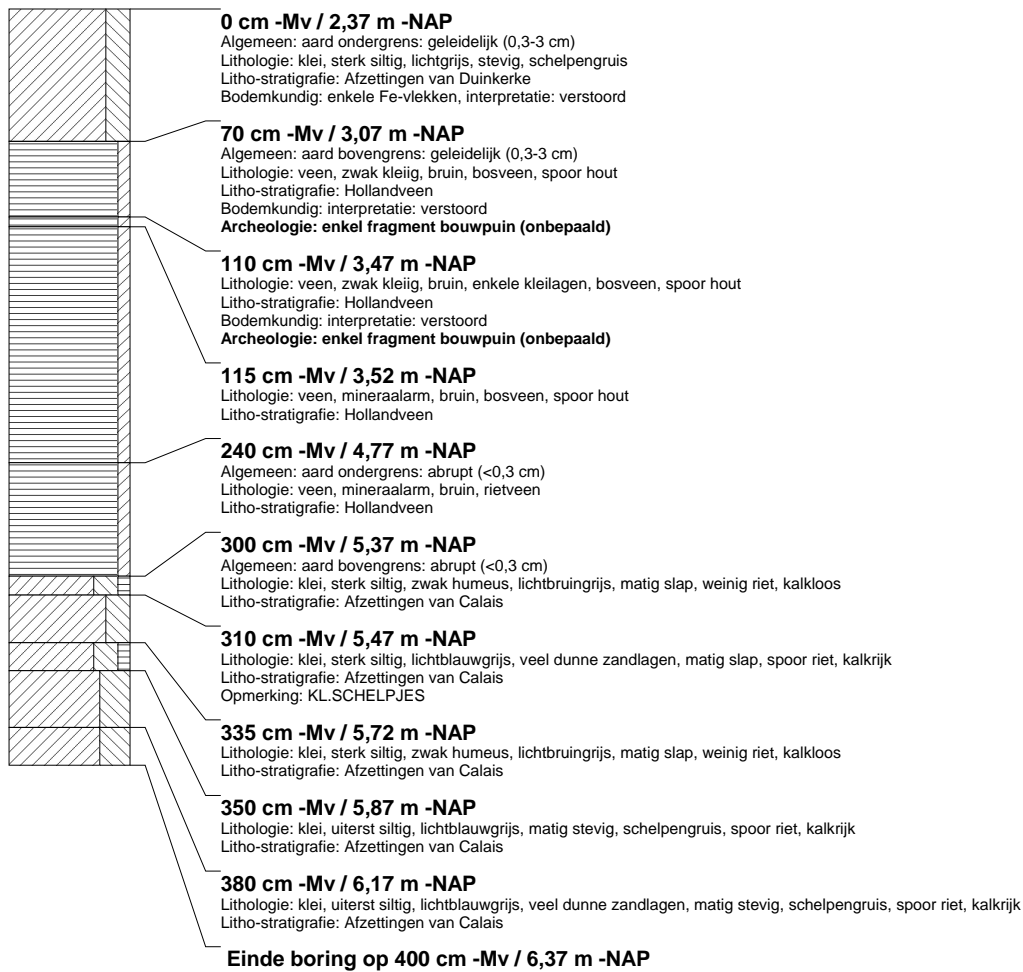 0 cm -Mv / 2,37 m -NAP
Algemeen: aard ondergrens: geleidelijk (0,3-3 cm)
Lithologie: klei, sterk siltig, lichtgrijs, stevig, schelpengruis
Litho-stratigrafie: Afzettingen van Duinkerke
Bodemkundig: enkele Fe-vlekken, interpretatie: verstoord
70 cm -Mv / 3,07 m -NAP
Algemeen: aard bovengrens: geleidelijk (0,3-3 cm)
Lithologie: veen, zwak kleiig, bruin, bosveen, spoor hout
Litho-stratigrafie: Hollandveen
Bodemkundig: interpretatie: verstoord
Archeologie: enkel fragment bouwpuin (onbepaald)
110 cm -Mv / 3,47 m -NAP
Lithologie: veen, zwak kleiig, bruin, enkele kleilagen, bosveen, spoor hout
Litho-stratigrafie: Hollandveen
Bodemkundig: interpretatie: verstoord
Archeologie: enkel fragment bouwpuin (onbepaald)
115 cm -Mv / 3,52 m -NAP
Lithologie: veen, mineraalarm, bruin, bosveen, spoor hout
Litho-stratigrafie: Hollandveen
240 cm -Mv / 4,77 m -NAP
Algemeen: aard ondergrens: abrupt (<0,3 cm)
Lithologie: veen, mineraalarm, bruin, rietveen
Litho-stratigrafie: Hollandveen
300 cm -Mv / 5,37 m -NAP
Algemeen: aard bovengrens: abrupt (<0,3 cm)
Lithologie: klei, sterk siltig, zwak humeus, lichtbruingrijs, matig slap, weinig riet, kalkloos
Litho-stratigrafie: Afzettingen van Calais
310 cm -Mv / 5,47 m -NAP
Lithologie: klei, sterk siltig, lichtblauwgrijs, veel dunne zandlagen, matig slap, spoor riet, kalkrijk
Litho-stratigrafie: Afzettingen van Calais
Opmerking: KL.SCHELPJES
335 cm -Mv / 5,72 m -NAP
Lithologie: klei, sterk siltig, zwak humeus, lichtbruingrijs, matig slap, weinig riet, kalkloos
Litho-stratigrafie: Afzettingen van Calais
350 cm -Mv / 5,87 m -NAP
Lithologie: klei, uiterst siltig, lichtblauwgrijs, matig stevig, schelpengruis, spoor riet, kalkrijk
Litho-stratigrafie: Afzettingen van Calais
380 cm -Mv / 6,17 m -NAP
Lithologie: klei, uiterst siltig, lichtblauwgrijs, veel dunne zandlagen, matig stevig, schelpengruis, spoor riet, kalkrijk
Litho-stratigrafie: Afzettingen van Calais
Einde boring op 400 cm -Mv / 6,37 m -NAP